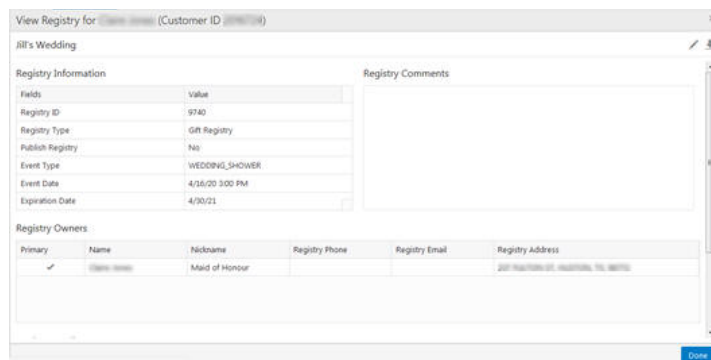 View Registry for (Customer ID )
Jill's Wedding
Registry Information
Registry Comments
Fields Value
Registry ID 9740
Registry Type Gift Registry
Publish Registry No
Event Type WEDDING_SHOWER
Event Date 4/16/20 3:00 PM
Expiration Date 4/30/21
Registry Owners
Primary Name Nickname Registry Phone Registry Email Registry Address
Maid of Honour
Done